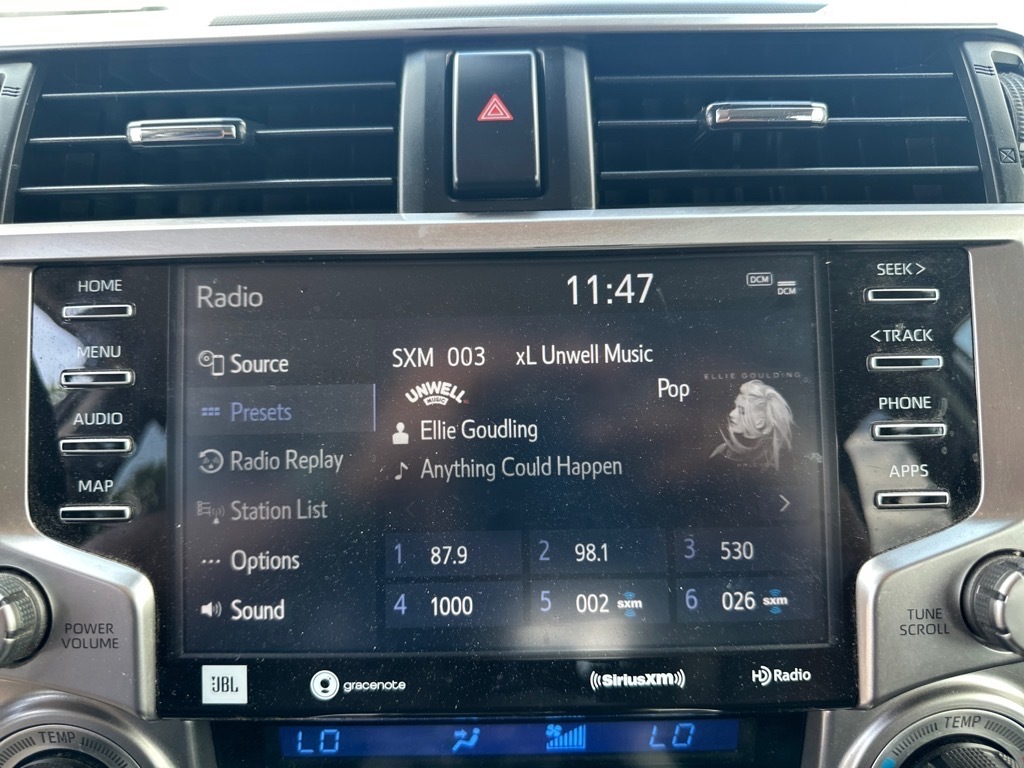 HOME
MENU
AUDIO
MAP
POWER
VOLUME
Radio
11:47
DCM
DCM
Source
Presets
Radio Replay
Station List
Options
Sound
SXM 003 xL Unwell Music
UNWELL
MUSIC
Pop
ELLIE GOULDING
Ellie Goudling
Anything Could Happen
1 87.9
2 98.1
3 530
4 1000
5 002 sxm
6 026 sxm
SEEK >
< TRACK
PHONE
APPS
TUNE
SCROLL
JBL
gracenote
((SiriusXM))
HD Radio
TEMP
LO
LO
TEMP